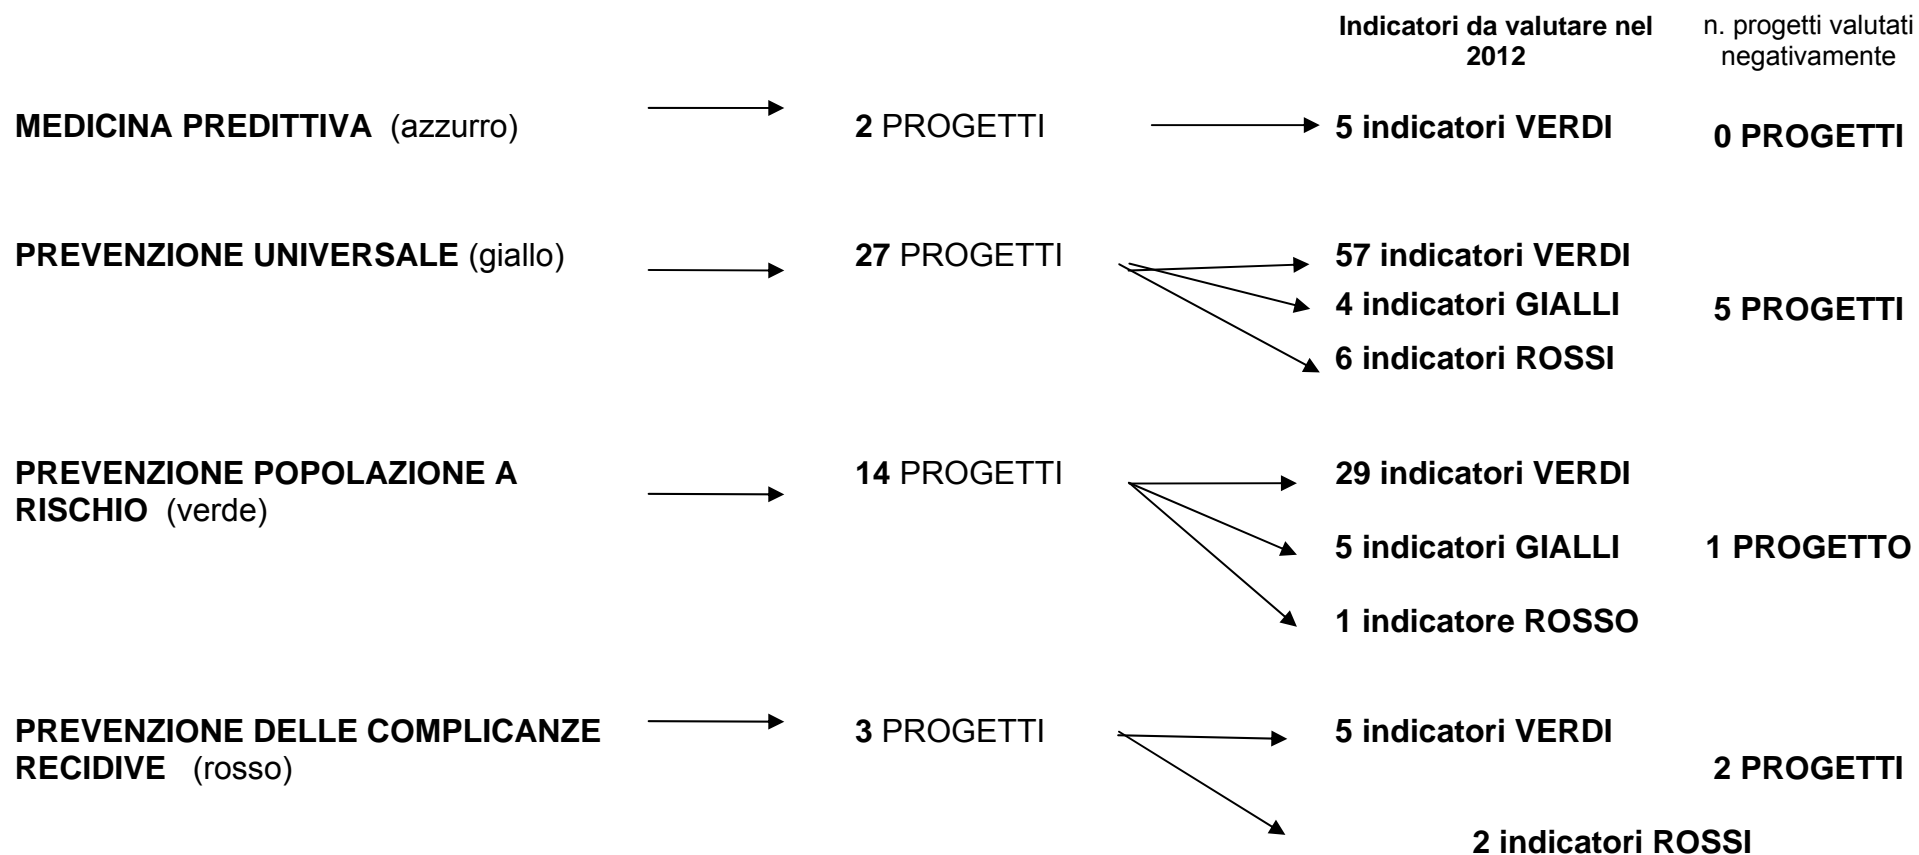 Indicatori da valutare nel
2012
n. progetti valutati
negativamente
MEDICINA PREDITTIVA (azzurro)
2 PROGETTI
5 indicatori VERDI
0 PROGETTI
PREVENZIONE UNIVERSALE (giallo)
27 PROGETTI
57 indicatori VERDI
4 indicatori GIALLI
5 PROGETTI
6 indicatori ROSSI
PREVENZIONE POPOLAZIONE A
RISCHIO (verde)
14 PROGETTI
29 indicatori VERDI
5 indicatori GIALLI
1 PROGETTO
1 indicatore ROSSO
PREVENZIONE DELLE COMPLICANZE
RECIDIVE (rosso)
3 PROGETTI
5 indicatori VERDI
2 PROGETTI
2 indicatori ROSSI